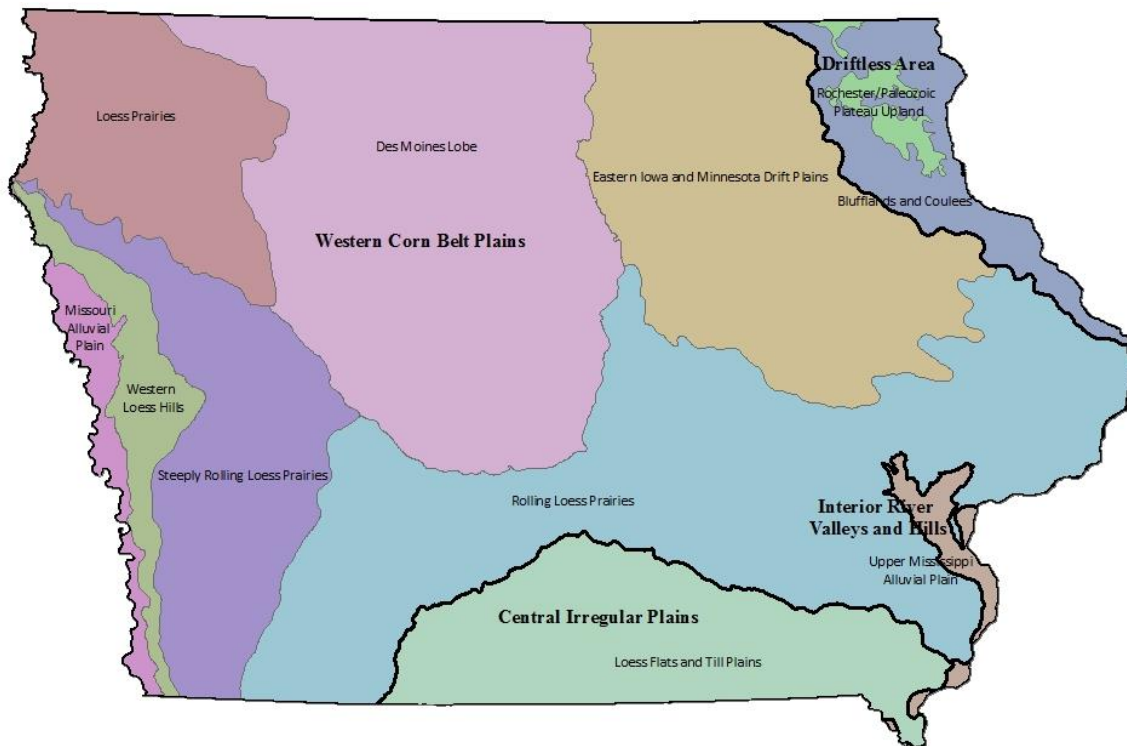 Driftless Area
Rochester/Paleozoic
Plateau Upland
Loess Prairies
Des Moines Lobe
Eastern Iowa and Minnesota Drift Plains
Blufflands and Coulees
Western Corn Belt Plains
Missouri
Alluvial
Plain
Western
Loess Hills
Steeply Rolling Loess Prairies
Rolling Loess Prairies
Interior River
Valleys and Hills
Upper Mississippi
Alluvial Plain
Central Irregular Plains
Loess Flats and Till Plains